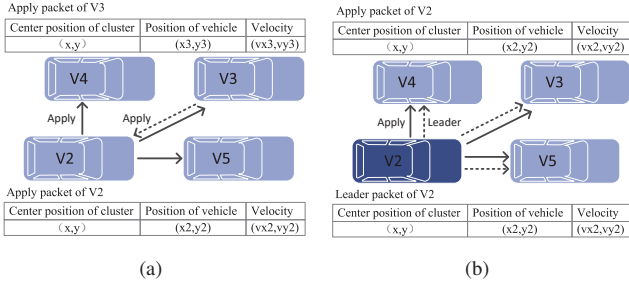 Apply packet of V3
Center position of cluster Position of vehicle Velocity
(x,y) (x3,y3) (vx3,vy3)
V4 V3
Apply Apply
V2 V5
Apply packet of V2
Center position of cluster Position of vehicle Velocity
(x,y) (x2,y2) (vx2,vy2)
(a)
Apply packet of V2
Center position of cluster Position of vehicle Velocity
(x,y) (x2,y2) (vx2,vy2)
V4 V3
Apply Leader
V2 V5
Leader packet of V2
Center position of cluster Position of vehicle Velocity
(x,y) (x2,y2) (vx2,vy2)
(b)